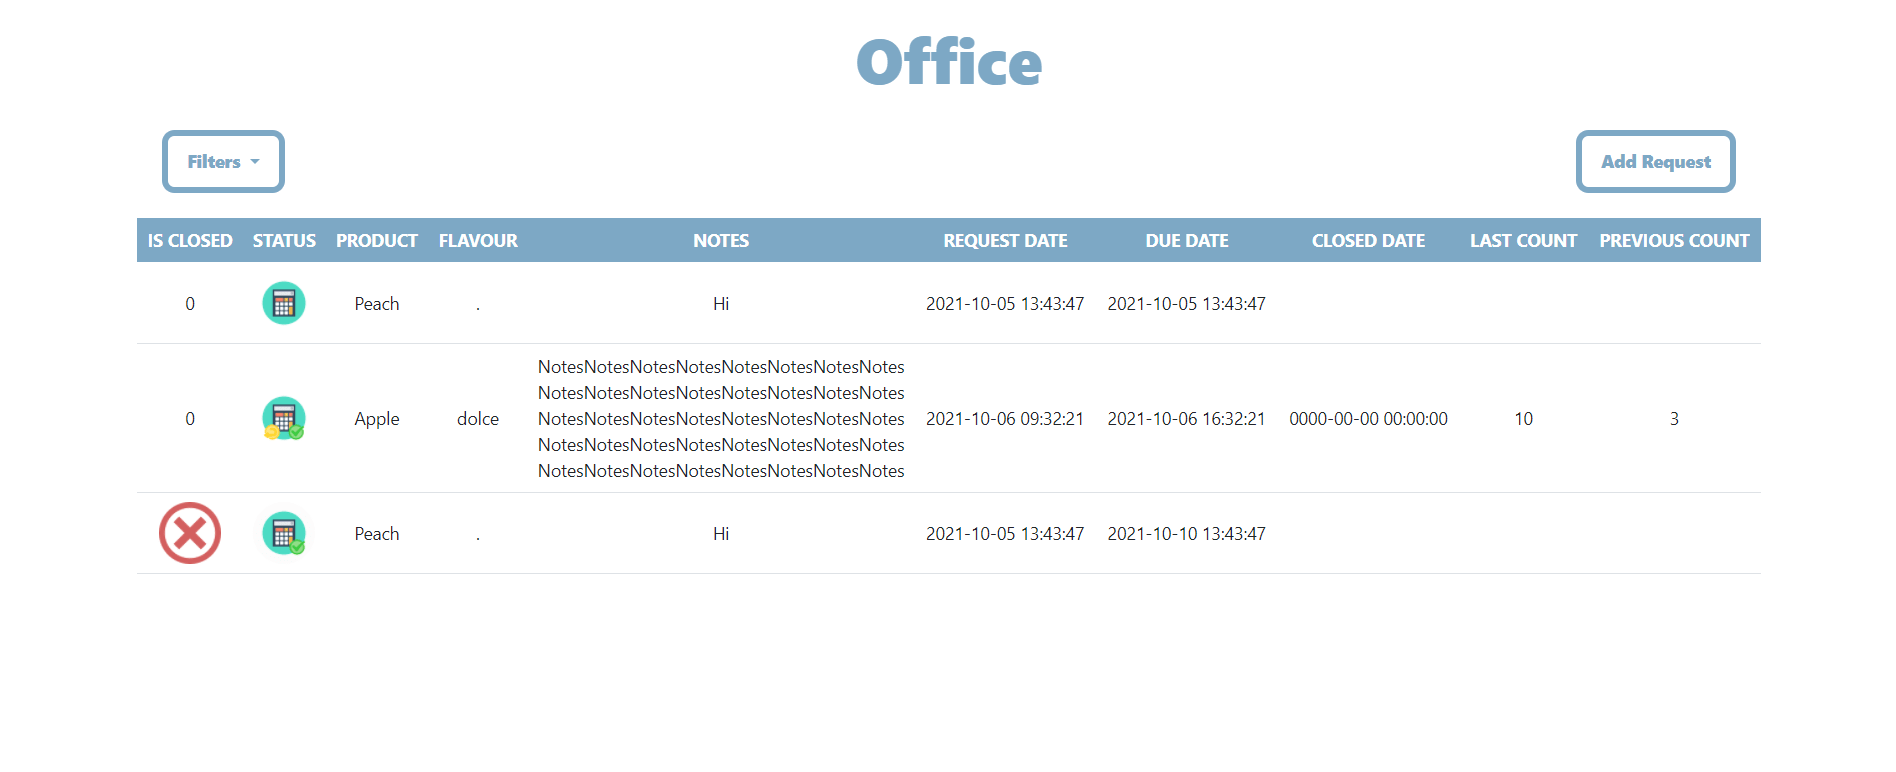 Office
Filters
Add Request
IS CLOSED STATUS PRODUCT FLAVOUR NOTES REQUEST DATE DUE DATE CLOSED DATE LAST COUNT PREVIOUS COUNT
0 Peach . Hi 2021-10-05 13:43:47 2021-10-05 13:43:47
NotesNotesNotesNotesNotesNotesNotesNotes
NotesNotesNotesNotesNotesNotesNotesNotes
0 Apple dolce NotesNotesNotesNotesNotesNotesNotesNotes 2021-10-06 09:32:21 2021-10-06 16:32:21 0000-00-00 00:00:00 10 3
NotesNotesNotesNotesNotesNotesNotesNotes
NotesNotesNotesNotesNotesNotesNotesNotes
Peach . Hi 2021-10-05 13:43:47 2021-10-10 13:43:47